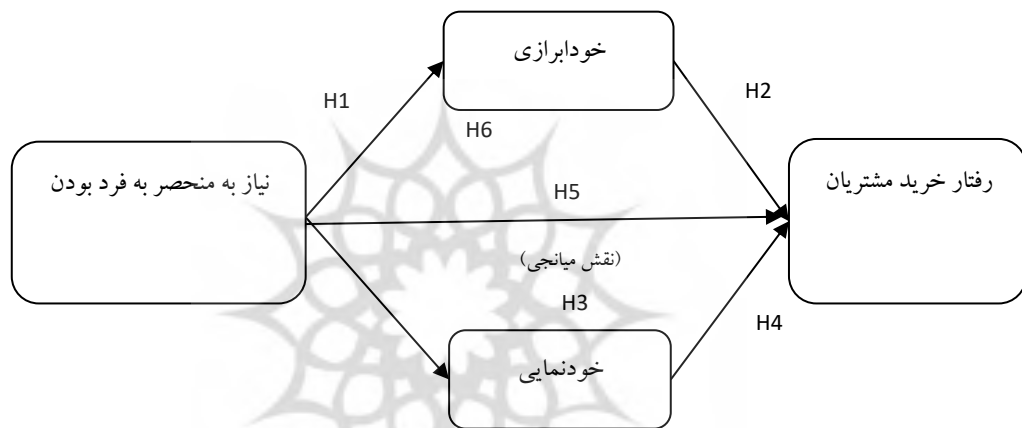 خودابرازی
H1
H2
H6
نیاز به منحصر به فرد بودن
رفتار خرید مشتریان
H5
(نقش میانجی)
H3
H4
خودنمایی